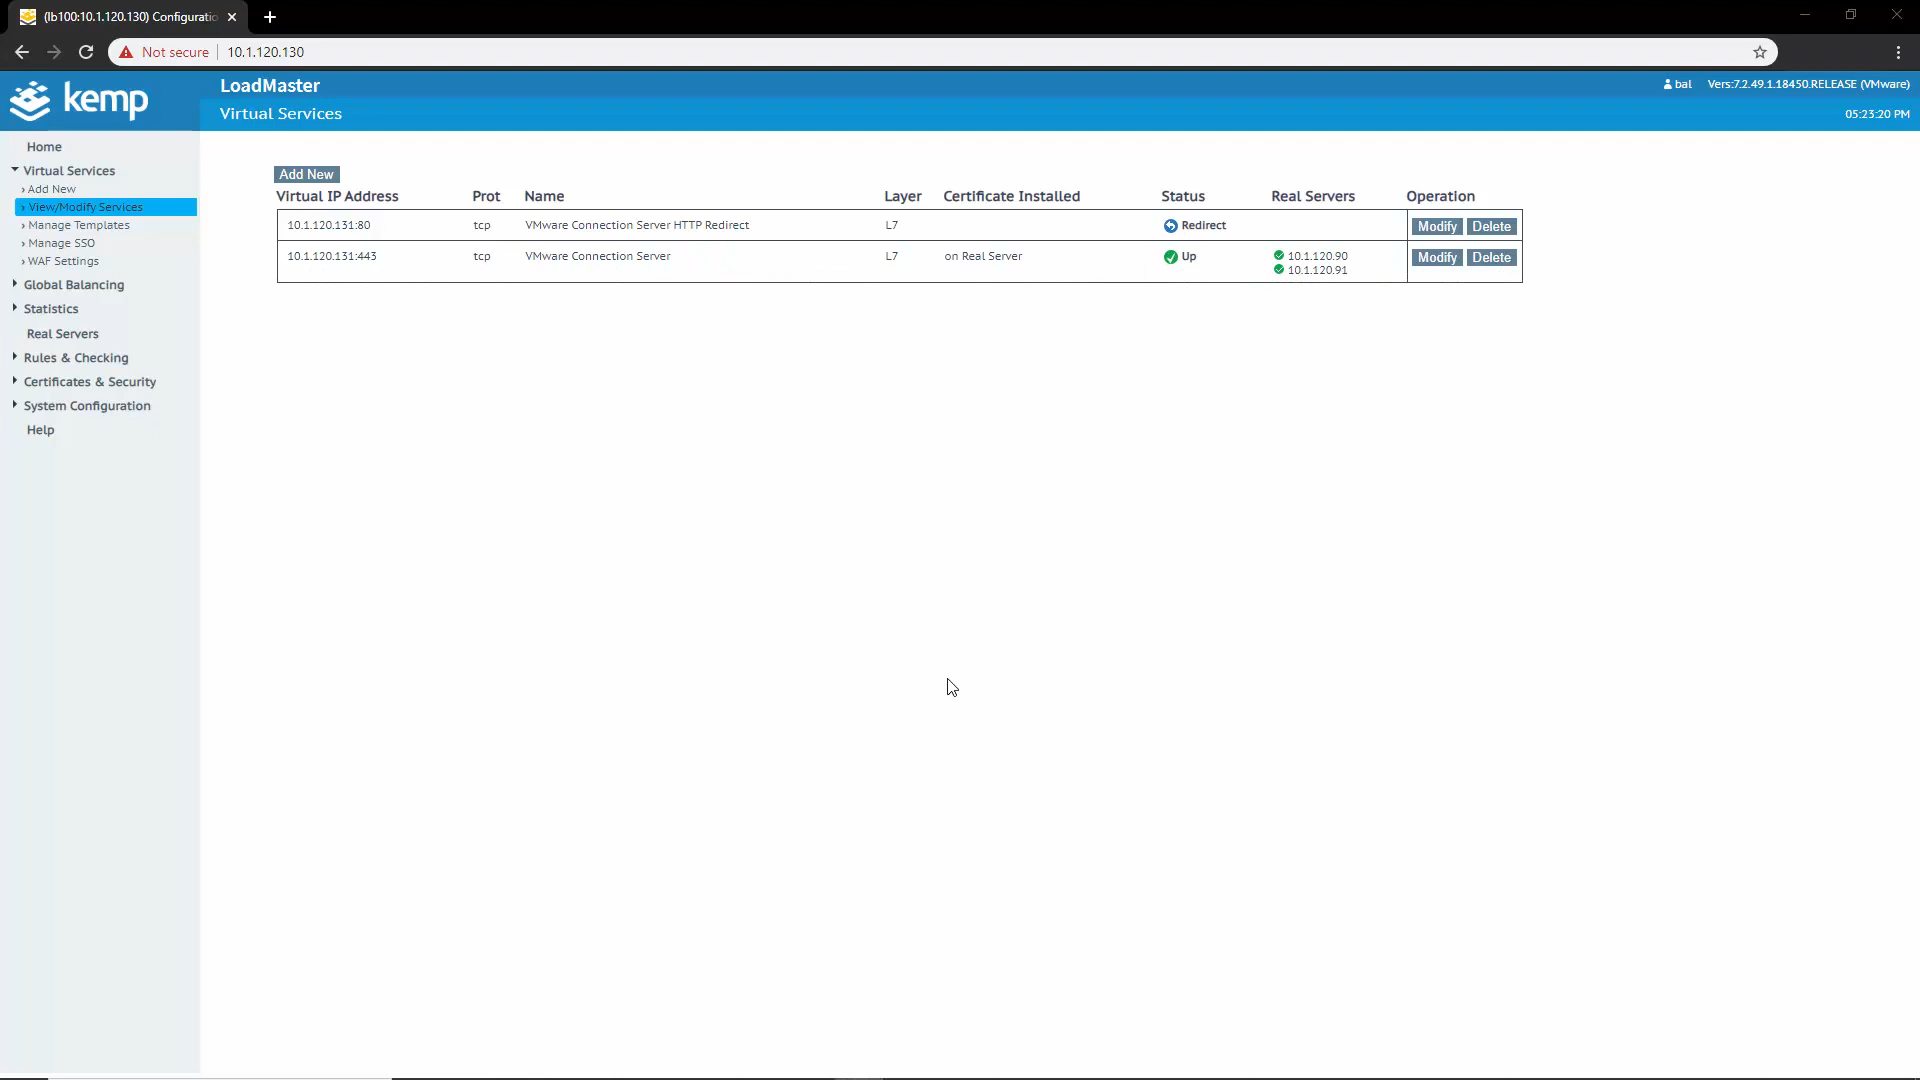 (lb100:10.1.120.130) Configuratio
Not secure 10.1.120.130
kemp
LoadMaster
bal Vers:7.2.49.1.18450.RELEASE (VMware)
Virtual Services
05:23:20 PM
Home
Virtual Services
Add New
View/Modify Services
Manage Templates
Manage SSO
WAF Settings
Global Balancing
Statistics
Real Servers
Rules & Checking
Certificates & Security
System Configuration
Help
Add New
Virtual IP Address Prot Name Layer Certificate Installed Status Real Servers Operation
10.1.120.131:80 tcp VMware Connection Server HTTP Redirect L7 Redirect Modify Delete
10.1.120.131:443 tcp VMware Connection Server L7 on Real Server Up 10.1.120.90 Modify Delete
10.1.120.91